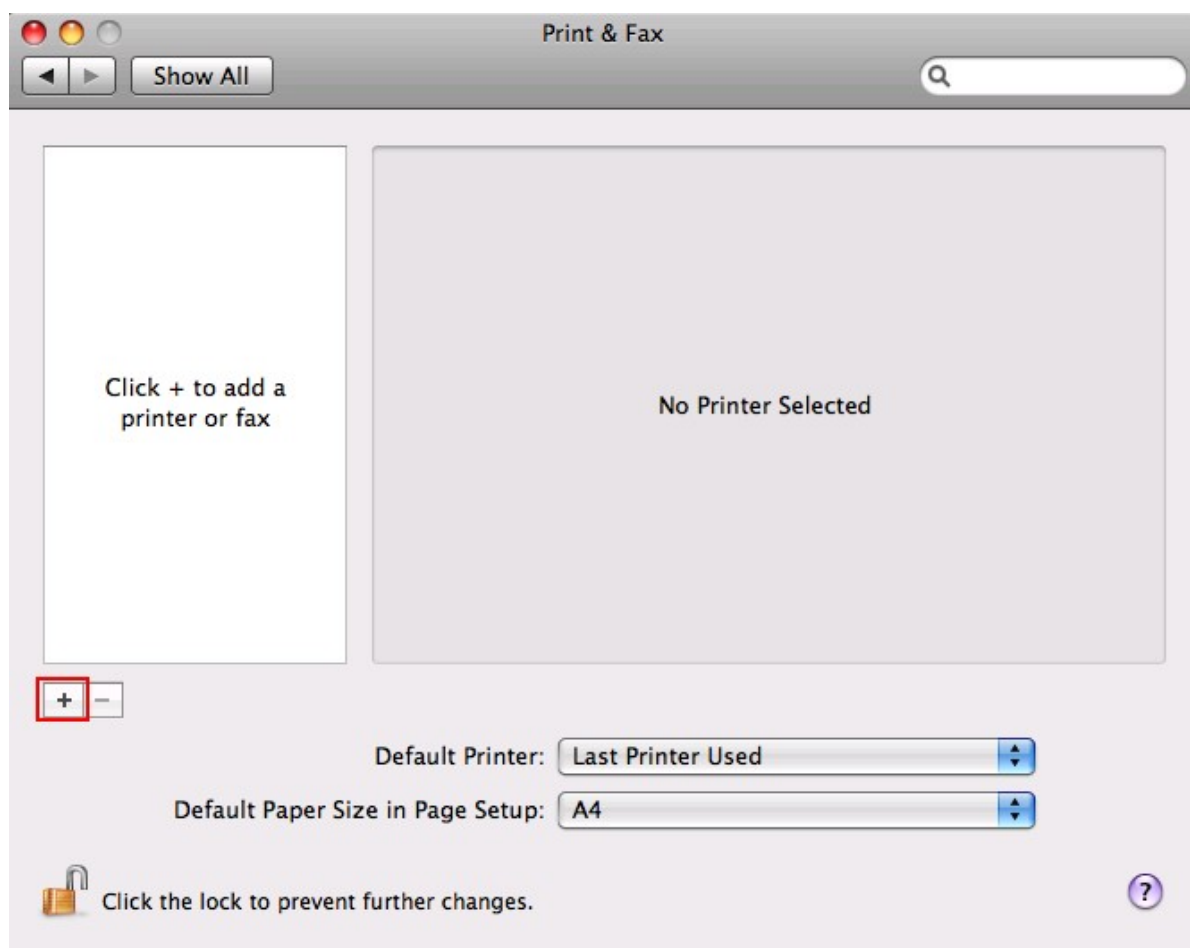 Print & Fax
Show All
Click + to add a
printer or fax
No Printer Selected
+ −
Default Printer: Last Printer Used
Default Paper Size in Page Setup: A4
Click the lock to prevent further changes.
?